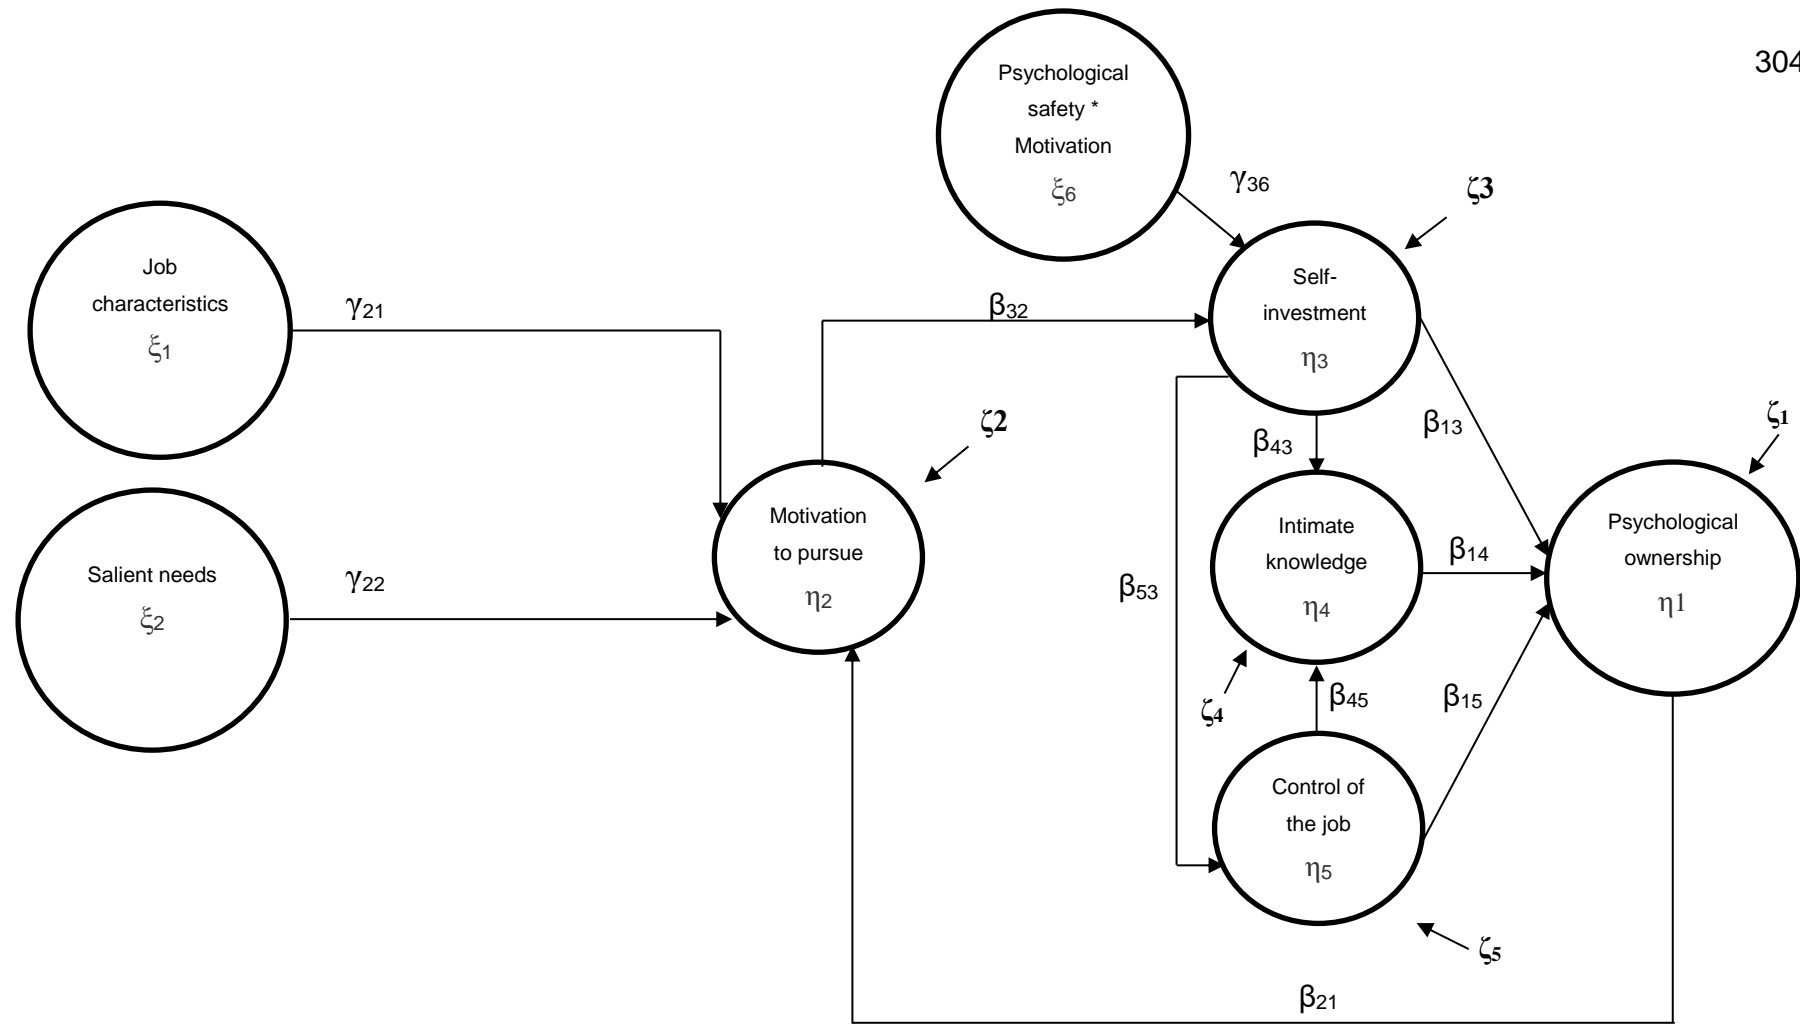 304
Psychological
safety *
Motivation
ξ6
γ36
ζ3
Job
characteristics
ξ1
γ21
β32
Self-
investment
η3
β13
β43
ζ2
ζ1
Salient needs
ξ2
γ22
Motivation
to pursue
η2
β53
Intimate
knowledge
η4
β14
Psychological
ownership
η1
ζ4
β45
β15
Control of
the job
η5
ζ5
β21